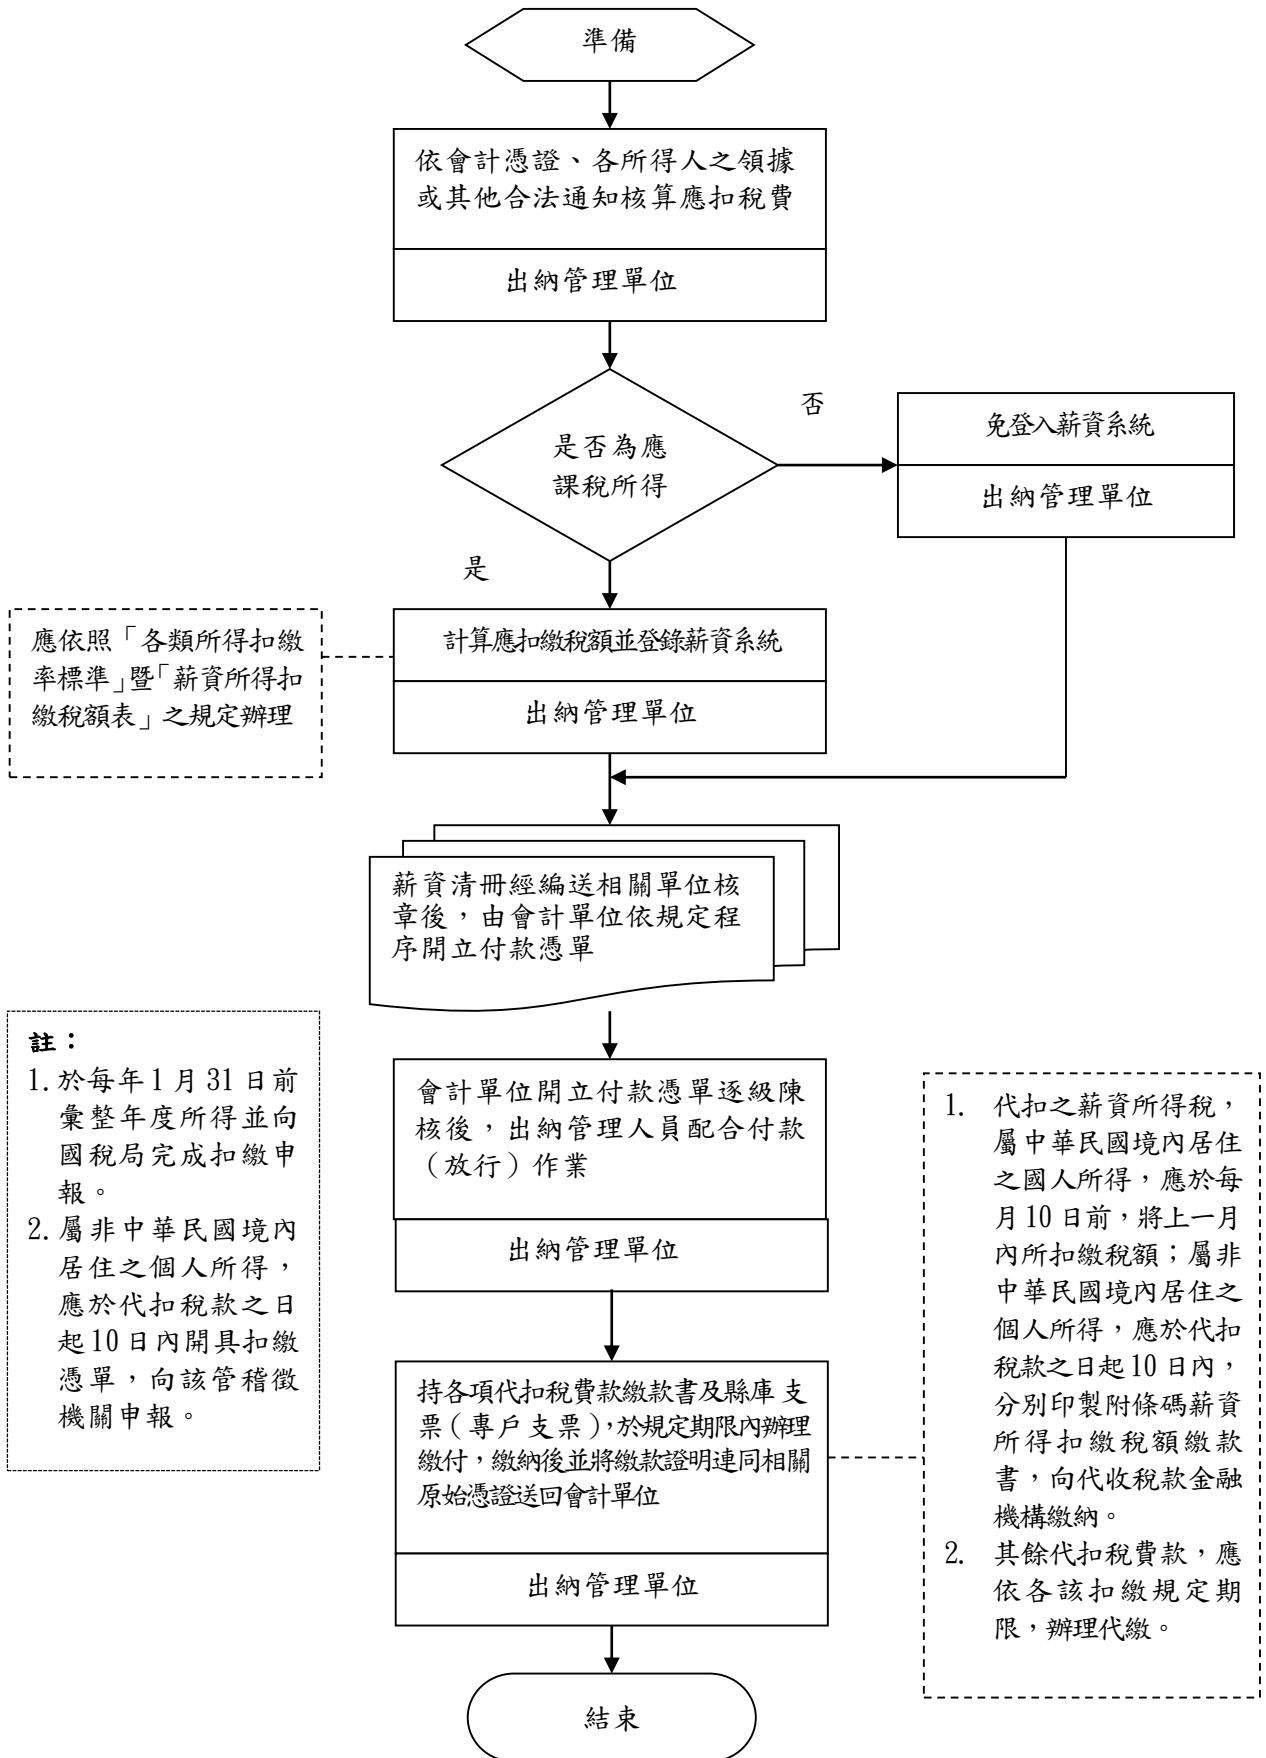 準備
依會計憑證、各所得人之領據
或其他合法通知核算應扣稅費
出納管理單位
是否為應
課稅所得
否
免登入薪資系統
出納管理單位
是
應依照「各類所得扣繳
率標準」暨「薪資所得扣
繳稅額表」之規定辦理
計算應扣繳稅額並登錄薪資系統
出納管理單位
薪資清冊經編送相關單位核
章後，由會計單位依規定程
序開立付款憑單
註：
1. 於每年 1 月 31 日前
彙整年度所得並向
國稅局完成扣繳申
報。
2. 屬非中華民國境內
居住之個人所得，
應於代扣稅款之日
起 10 日內開具扣繳
憑單，向該管稽徵
機關申報。
會計單位開立付款憑單逐級陳
核後，出納管理人員配合付款
（放行）作業
出納管理單位
持各項代扣稅費款繳款書及縣庫支
票（專戶支票），於規定期限內辦理
繳付，繳納後並將繳款證明連同相關
原始憑證送回會計單位
出納管理單位
1. 代扣之薪資所得稅，
屬中華民國境內居住
之國人所得，應於每
月 10 日前，將上一月
內所扣繳稅額；屬非
中華民國境內居住之
個人所得，應於代扣
稅款之日起 10 日內，
分別印製附條碼薪資
所得扣繳稅額繳款
書，向代收稅款金融
機構繳納。
2. 其餘代扣稅費款，應
依各該扣繳規定期
限，辦理代繳。
結束